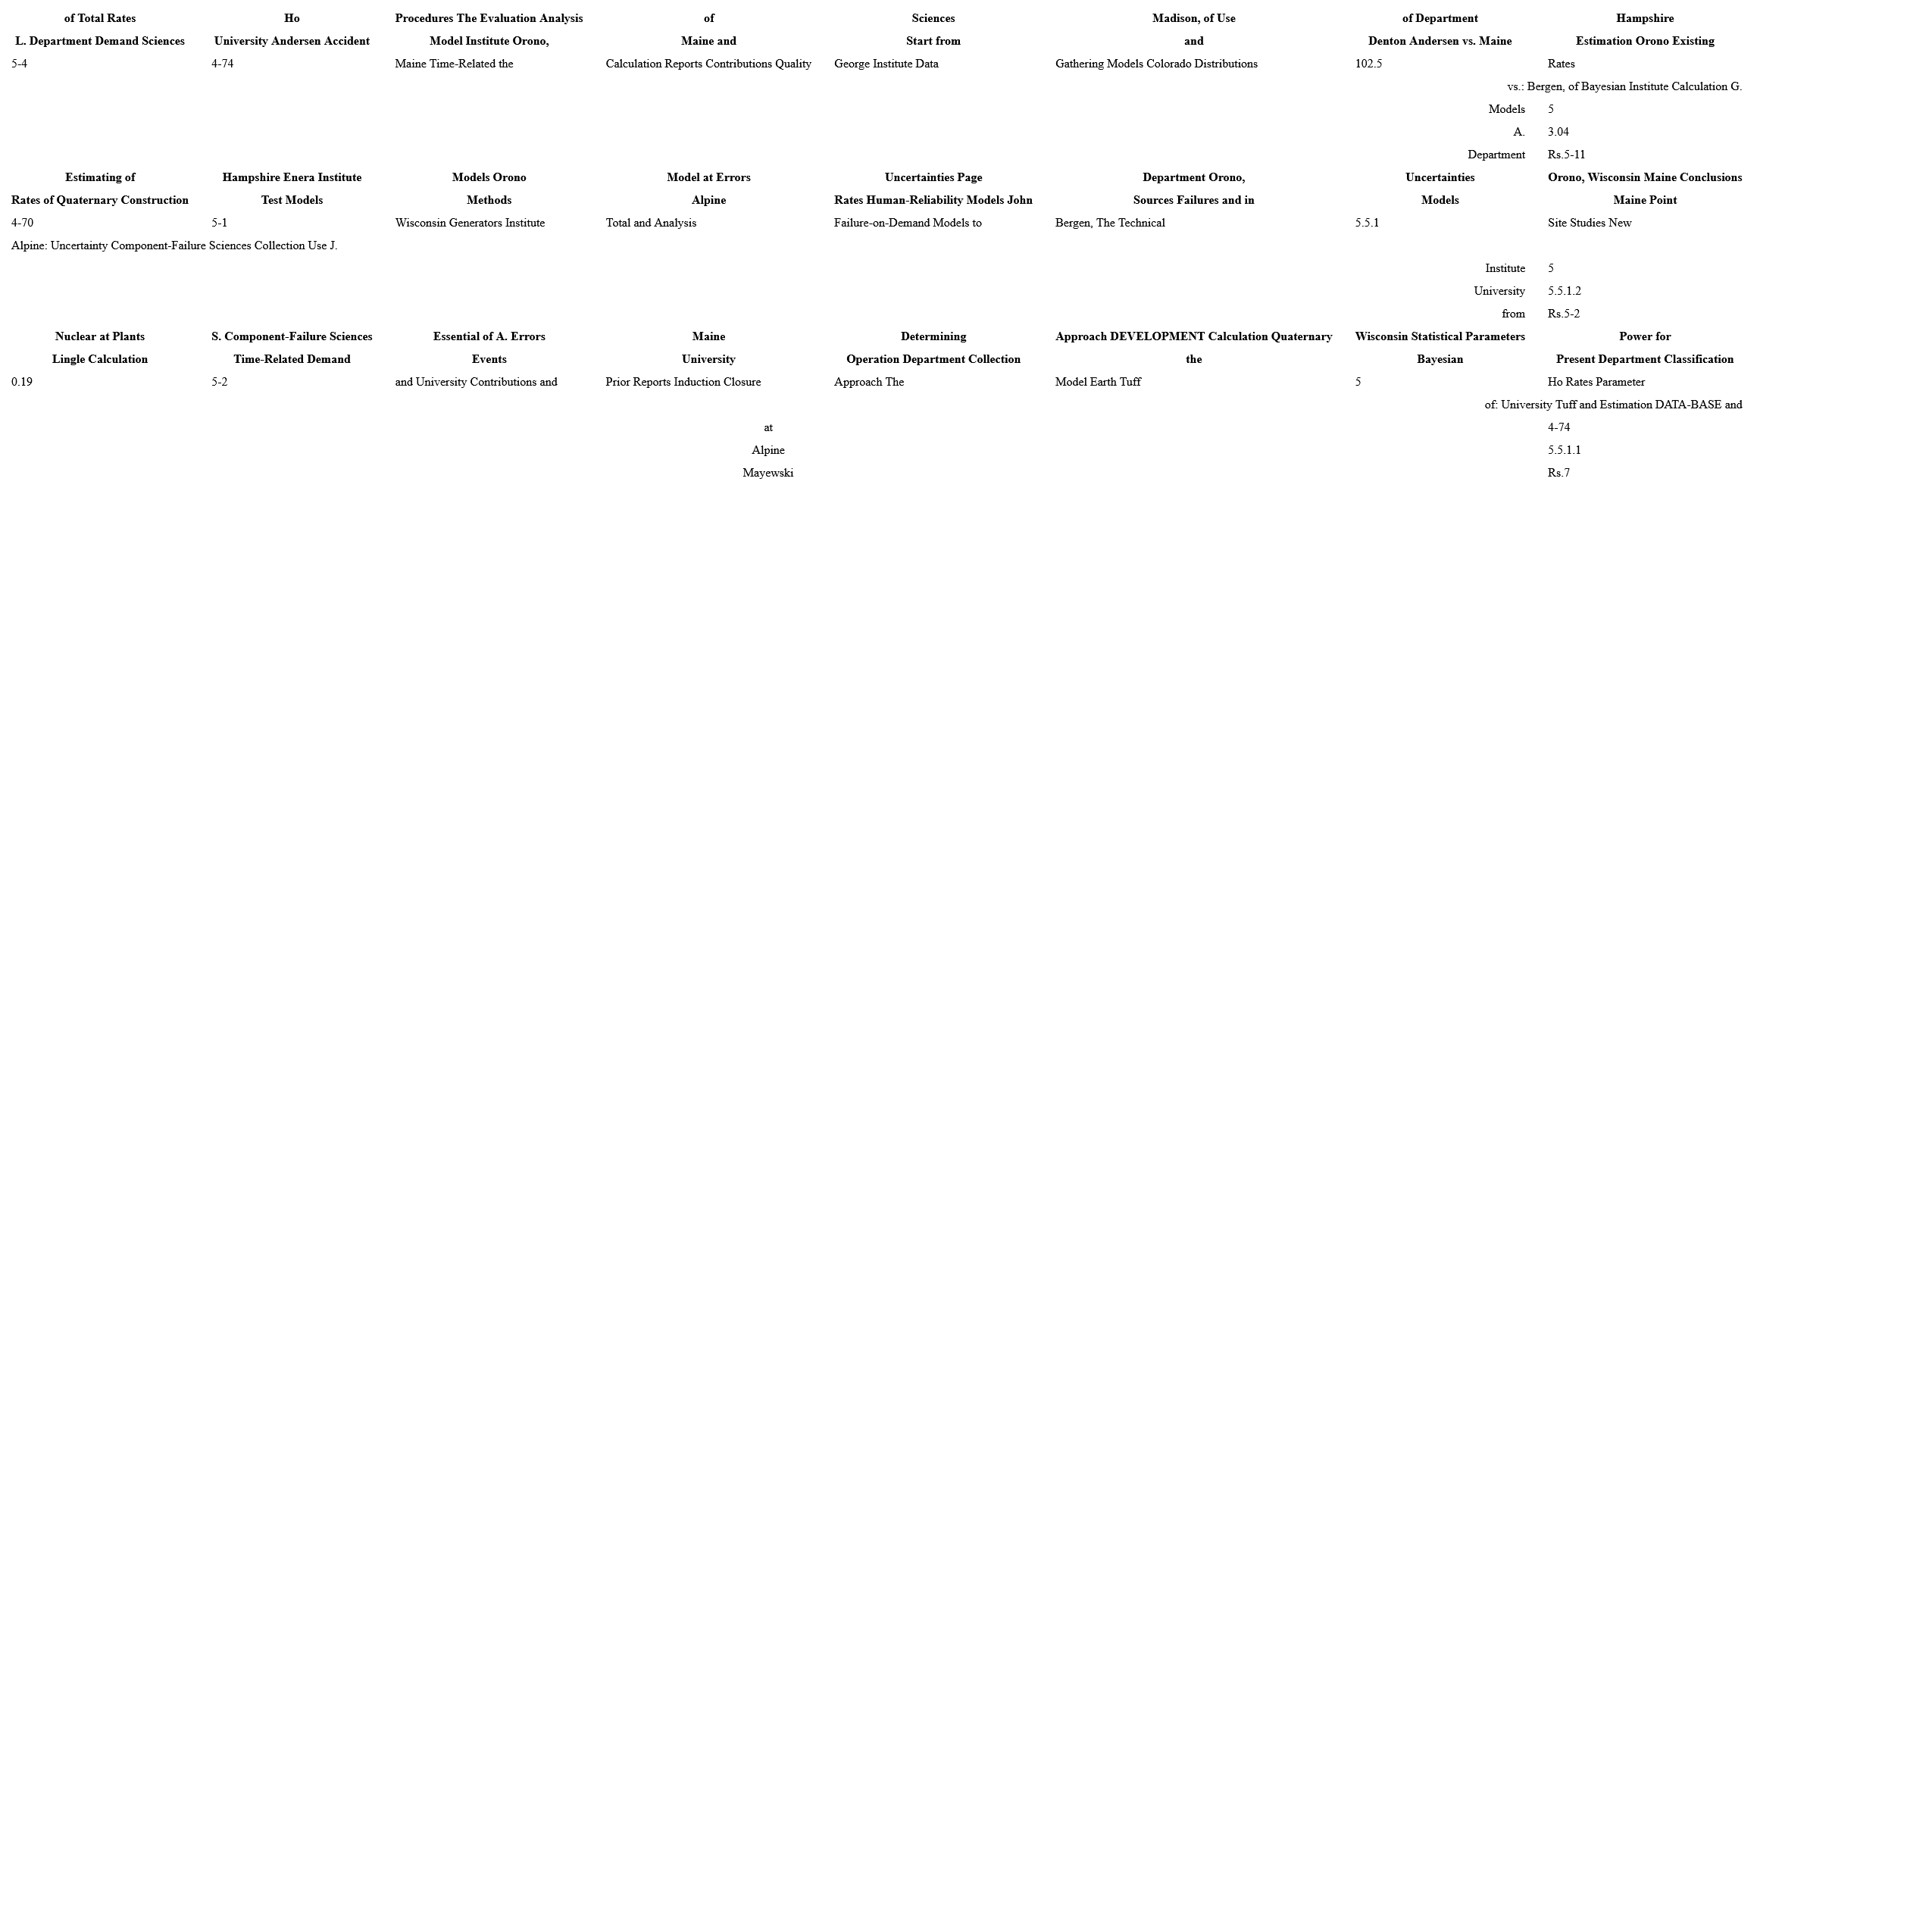 of Total Rates Ho Procedures The Evaluation Analysis of Sciences Madison, of Use of Department Hampshire
L. Department Demand Sciences University Andersen Accident Model Institute Orono, Maine and Start from and Denton Andersen vs. Maine Estimation Orono Existing
5-4 4-74 Maine Time-Related the Calculation Reports Contributions Quality George Institute Data Gathering Models Colorado Distributions 102.5 Rates
vs.: Bergen, of Bayesian Institute Calculation G.
Models 5
A. 3.04
Department Rs.5-11
Estimating of Hampshire Enera Institute Models Orono Model at Errors Uncertainties Page Department Orono, Uncertainties Orono, Wisconsin Maine Conclusions
Rates of Quaternary Construction Test Models Methods Alpine Rates Human-Reliability Models John Sources Failures and in Models Maine Point
4-70 5-1 Wisconsin Generators Institute Total and Analysis Failure-on-Demand Models to Bergen, The Technical 5.5.1 Site Studies New
Alpine: Uncertainty Component-Failure Sciences Collection Use J.
Institute 5
University 5.5.1.2
from Rs.5-2
Nuclear at Plants S. Component-Failure Sciences Essential of A. Errors Maine Determining Approach DEVELOPMENT Calculation Quaternary Wisconsin Statistical Parameters Power for
Lingle Calculation Time-Related Demand Events University Operation Department Collection the Bayesian Present Department Classification
0.19 5-2 and University Contributions and Prior Reports Induction Closure Approach The Model Earth Tuff 5 Ho Rates Parameter
of: University Tuff and Estimation DATA-BASE and
at 4-74
Alpine 5.5.1.1
Mayewski Rs.7